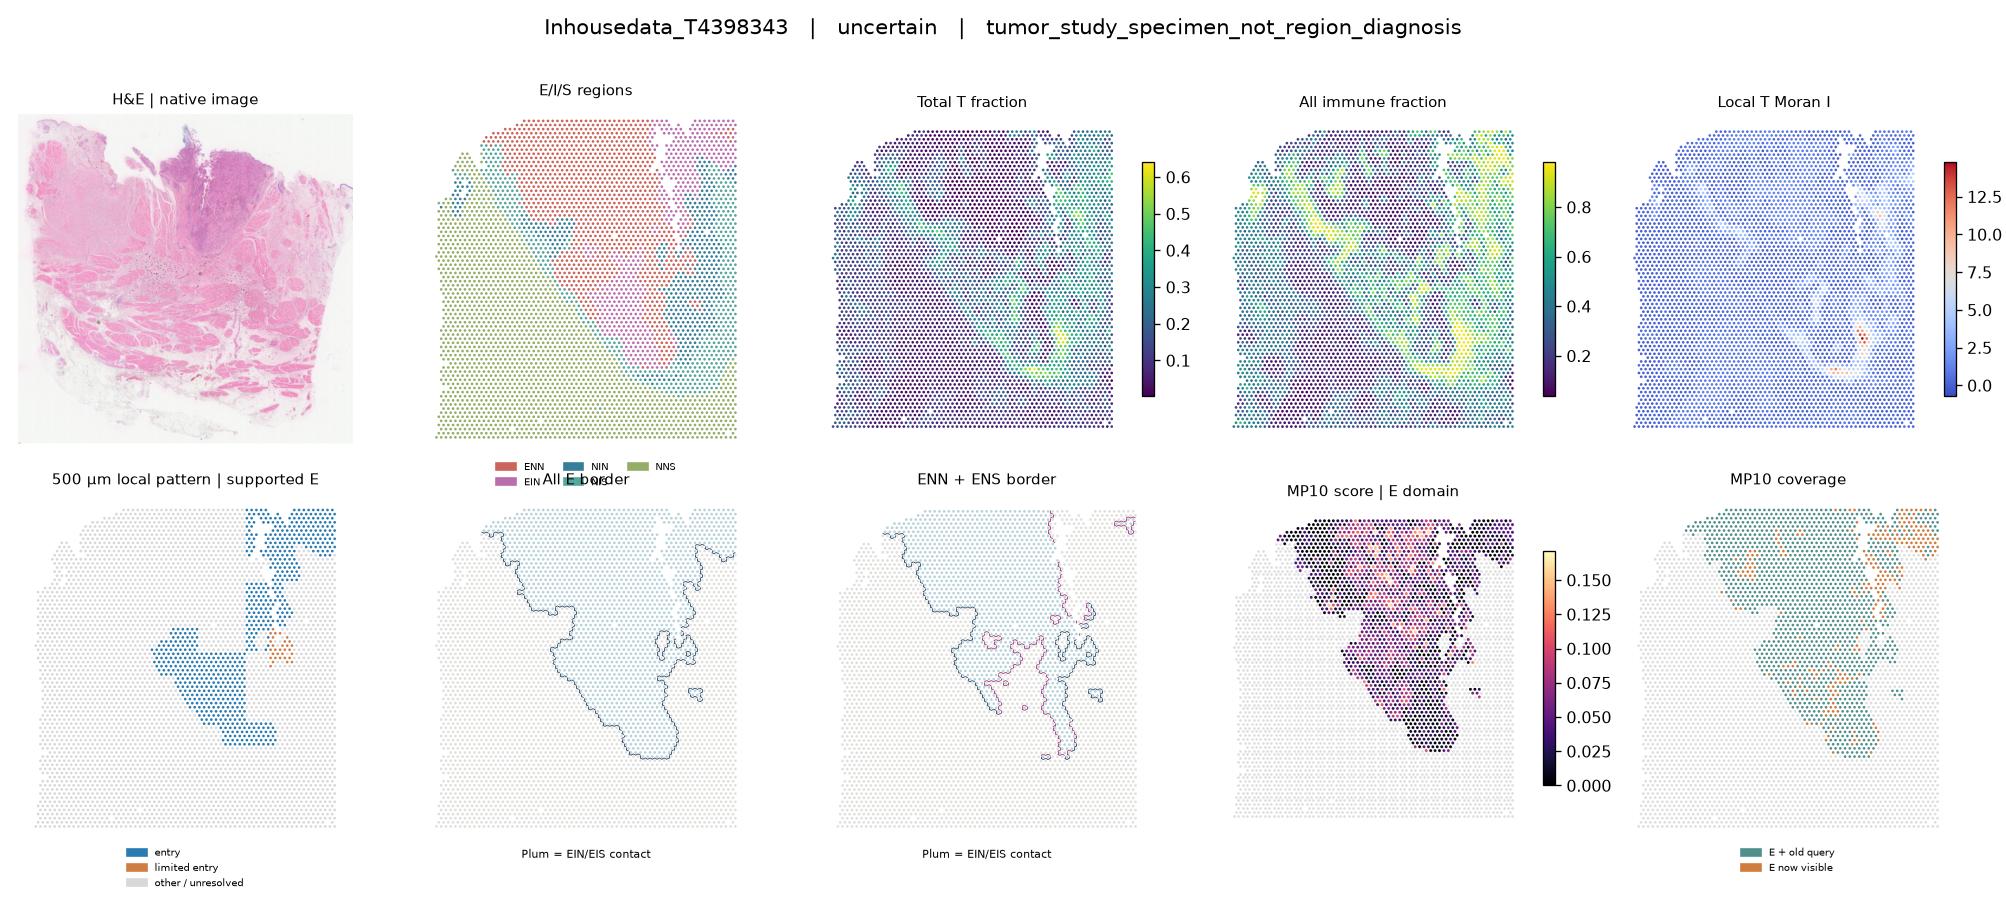 Inhousedata_T4398343 | uncertain | tumor_study_specimen_not_region_diagnosis
H&E | native image
E/I/S regions
Total T fraction
All immune fraction
Local T Moran I
0.6
0.5
0.4
0.3
0.2
0.1
0.8
0.6
0.4
0.2
12.5
10.0
7.5
5.0
2.5
0.0
ENN
NIN
NNS
EIN
500 µm local pattern | supported E
All E border
ENN + ENS border
MP10 score | E domain
MP10 coverage
0.150
0.125
0.100
0.075
0.050
0.025
0.000
entry
limited entry
other / unresolved
Plum = EIN/EIS contact
Plum = EIN/EIS contact
E + old query
E now visible